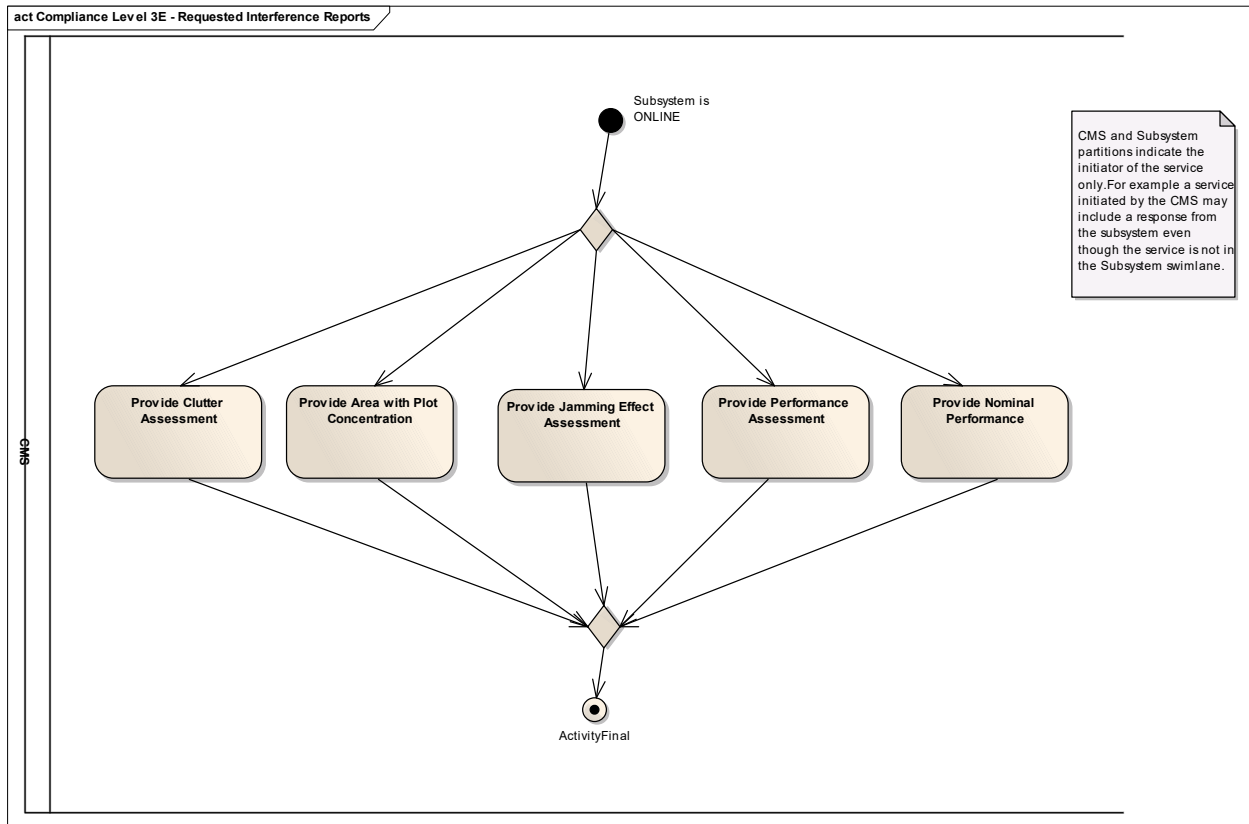 act Compliance Level 3E - Requested Interference Reports
Subsystem is
ONLINE
CMS and Subsystem
partitions indicate the
initiator of the service
only.For example a service
initiated by the CMS may
include a response from
the subsystem even
though the service is not in
the Subsystem swimlane.
Provide Clutter
Assessment
Provide Area with Plot
Concentration
Provide Jamming Effect
Assessment
Provide Performance
Assessment
Provide Nominal
Performance
CMS
ActivityFinal